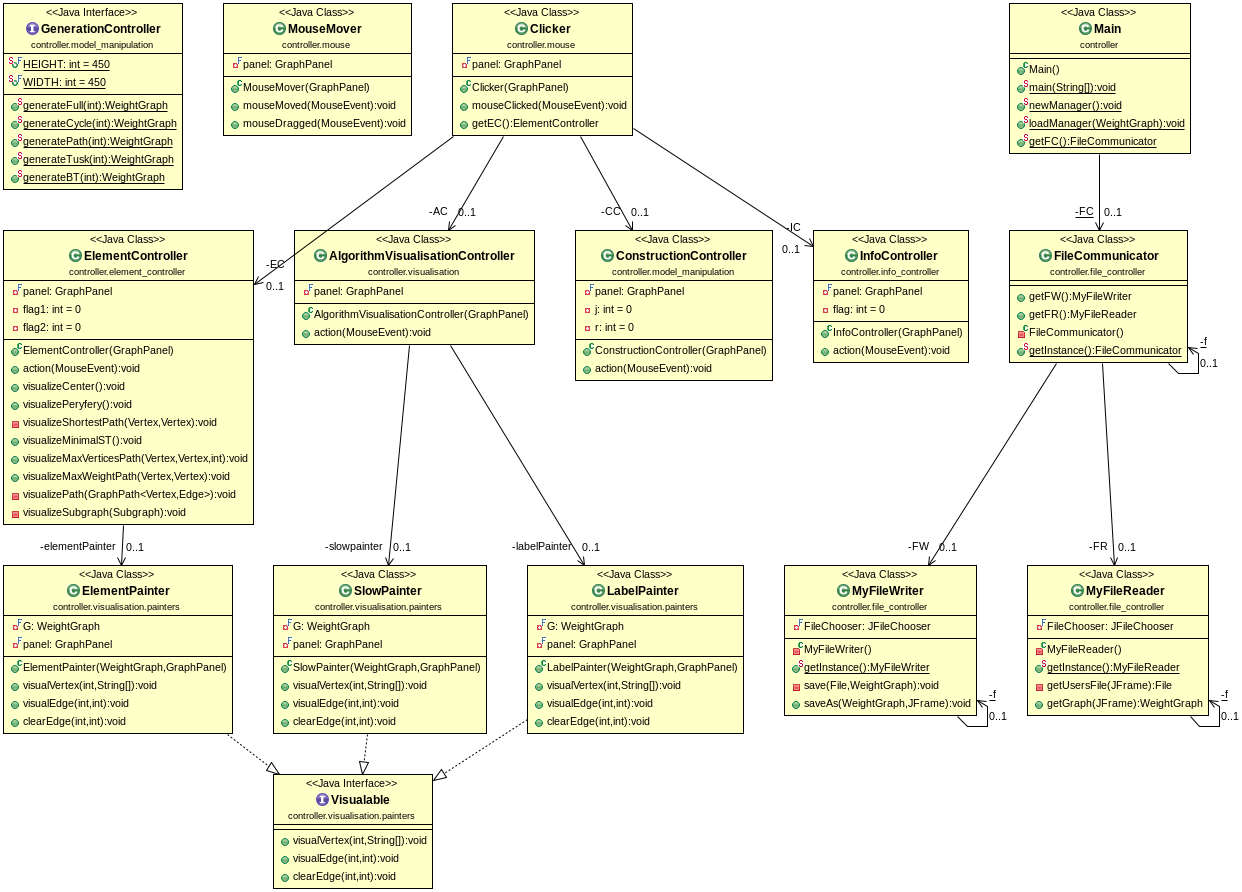 <<Java Interface>>
GenerationController
controller.model_manipulation
HEIGHT: int = 450
WIDTH: int = 450
generateFull(int):WeightGraph
generateCycle(int):WeightGraph
generatePath(int):WeightGraph
generateTusk(int):WeightGraph
generateBT(int):WeightGraph
<<Java Class>>
MouseMover
controller.mouse
panel: GraphPanel
MouseMover(GraphPanel)
mouseMoved(MouseEvent):void
mouseDragged(MouseEvent):void
<<Java Class>>
Clicker
controller.mouse
panel: GraphPanel
Clicker(GraphPanel)
mouseClicked(MouseEvent):void
getEC():ElementController
<<Java Class>>
Main
controller
Main()
main(String[]):void
newManager():void
loadManager(WeightGraph):void
getFC():FileCommunicator
-EC
0..1
-AC
0..1
-CC
0..1
-IC
0..1
-FC
0..1
<<Java Class>>
ElementController
controller.element_controller
panel: GraphPanel
flag1: int = 0
flag2: int = 0
ElementController(GraphPanel)
action(MouseEvent):void
visualizeCenter():void
visualizePeryfery():void
visualizeShortestPath(Vertex,Vertex):void
visualizeMinimalST():void
visualizeMaxVerticesPath(Vertex,Vertex,int):void
visualizeMaxWeightPath(Vertex,Vertex):void
visualizePath(GraphPath<Vertex,Edge>):void
visualizeSubgraph(Subgraph):void
<<Java Class>>
AlgorithmVisualisationController
controller.visualisation
panel: GraphPanel
AlgorithmVisualisationController(GraphPanel)
action(MouseEvent):void
<<Java Class>>
ConstructionController
controller.model_manipulation
panel: GraphPanel
j: int = 0
r: int = 0
ConstructionController(GraphPanel)
action(MouseEvent):void
<<Java Class>>
InfoController
controller.info_controller
panel: GraphPanel
flag: int = 0
InfoController(GraphPanel)
action(MouseEvent):void
<<Java Class>>
FileCommunicator
controller.file_controller
getFW():MyFileWriter
getFR():MyFileReader
FileCommunicator()
getInstance():FileCommunicator
-f
0..1
-elementPainter
0..1
-slowpainter
0..1
-labelPainter
0..1
-FW
0..1
-FR
0..1
<<Java Class>>
ElementPainter
controller.visualisation.painters
G: WeightGraph
panel: GraphPanel
ElementPainter(WeightGraph,GraphPanel)
visualVertex(int,String[]):void
visualEdge(int,int):void
clearEdge(int,int):void
<<Java Class>>
SlowPainter
controller.visualisation.painters
G: WeightGraph
panel: GraphPanel
SlowPainter(WeightGraph,GraphPanel)
visualVertex(int,String[]):void
visualEdge(int,int):void
clearEdge(int,int):void
<<Java Class>>
LabelPainter
controller.visualisation.painters
G: WeightGraph
panel: GraphPanel
LabelPainter(WeightGraph,GraphPanel)
visualVertex(int,String[]):void
visualEdge(int,int):void
clearEdge(int,int):void
<<Java Class>>
MyFileWriter
controller.file_controller
FileChooser: JFileChooser
MyFileWriter()
getInstance():MyFileWriter
save(File,WeightGraph):void
saveAs(WeightGraph,JFrame):void
-f
0..1
<<Java Class>>
MyFileReader
controller.file_controller
FileChooser: JFileChooser
MyFileReader()
getInstance():MyFileReader
getUsersFile(JFrame):File
getGraph(JFrame):WeightGraph
-f
0..1
<<Java Interface>>
Visualable
controller.visualisation.painters
visualVertex(int,String[]):void
visualEdge(int,int):void
clearEdge(int,int):void